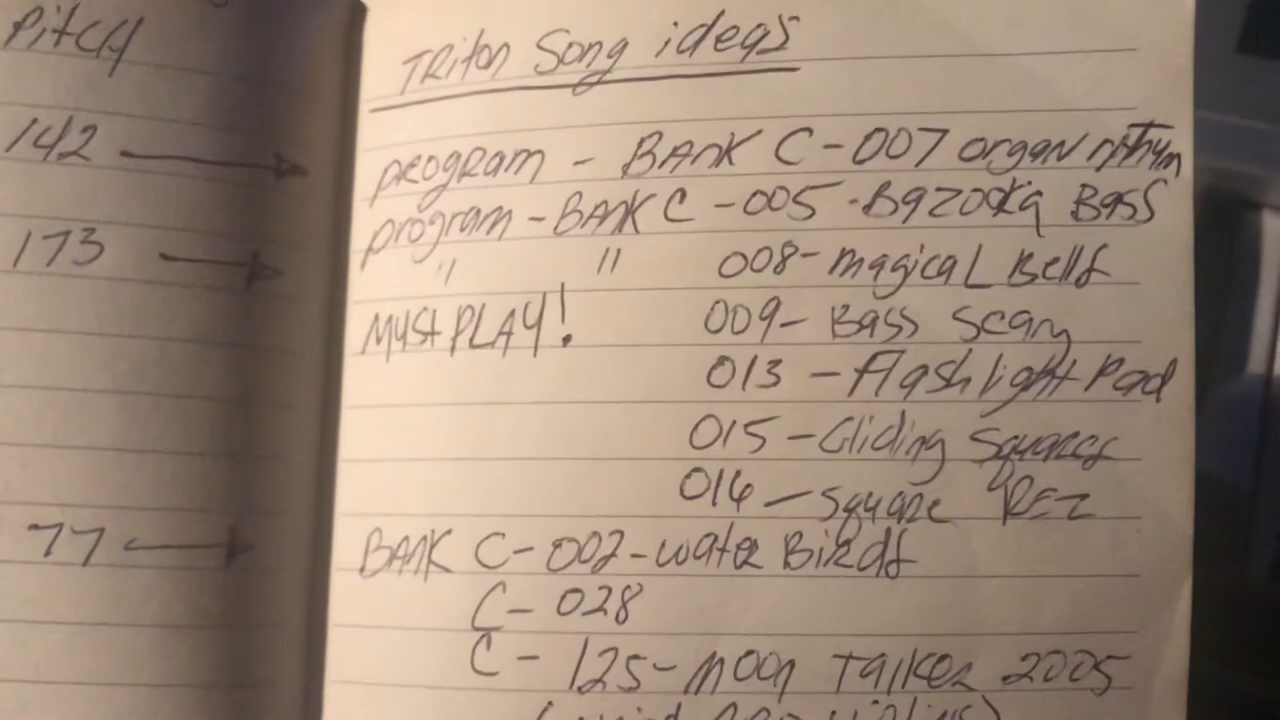 Pitch
142
173
77
Triton Song ideas
program - BANK C-007 organ
program - BANK C - 005 - Bazooka Bass
" " 008 - magical Bells
MUST PLAY! 009 - Bass Scary
013 - Flashlight Pad
015 - Gliding Squares
016 - Square REZ
BANK C - 002 - water Birds
C - 028
C - 125 - moon Talker 2005